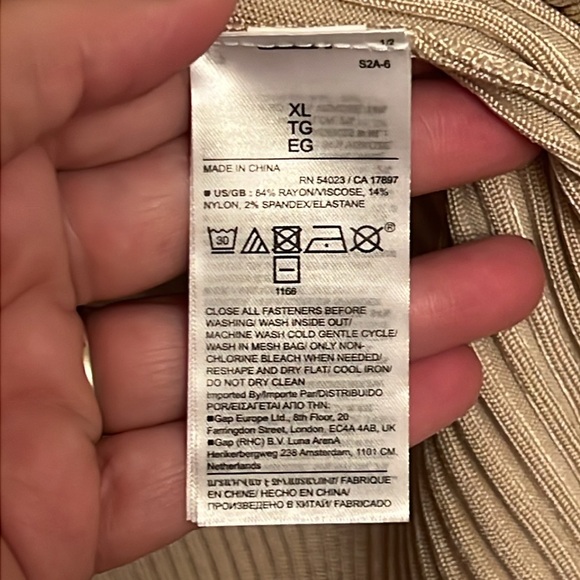 1/2
S2A-6
XL
TG
EG
MADE IN CHINA
RN 54023 / CA 17897
US/GB : 84% RAYON/VISCOSE, 14%
NYLON, 2% SPANDEX/ELASTANE
30
®
1166
CLOSE ALL FASTENERS BEFORE
WASHING/ WASH INSIDE OUT/
MACHINE WASH COLD GENTLE CYCLE/
WASH IN MESH BAG/ ONLY NON-
CHLORINE BLEACH WHEN NEEDED/
RESHAPE AND DRY FLAT/ COOL IRON/
DO NOT DRY CLEAN
Imported By/Importe Par/DISTRIBUIDO
POR/ΕΙΣΑΓΕΤΑΙ ΑΠΟ ΤΗΝ:
Gap Europe Ltd., 8th Floor, 20
Farringdon Street, London, EC4A 4AB, UK
Gap (RHC) B.V. Luna ArenA
Herikerbergweg 238 Amsterdam, 1101 CM,
Netherlands
FABRIQUE
EN CHINE/ HECHO EN CHINA/
ПРОИЗВЕДЕНО В КИТАЙ/ FABRICADO